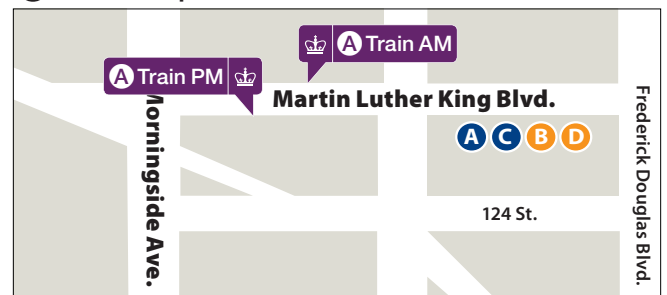 A Train AM
A Train PM
Martin Luther King Blvd.
A C B D
Morningside Ave.
124 St.
Frederick Douglas Blvd.